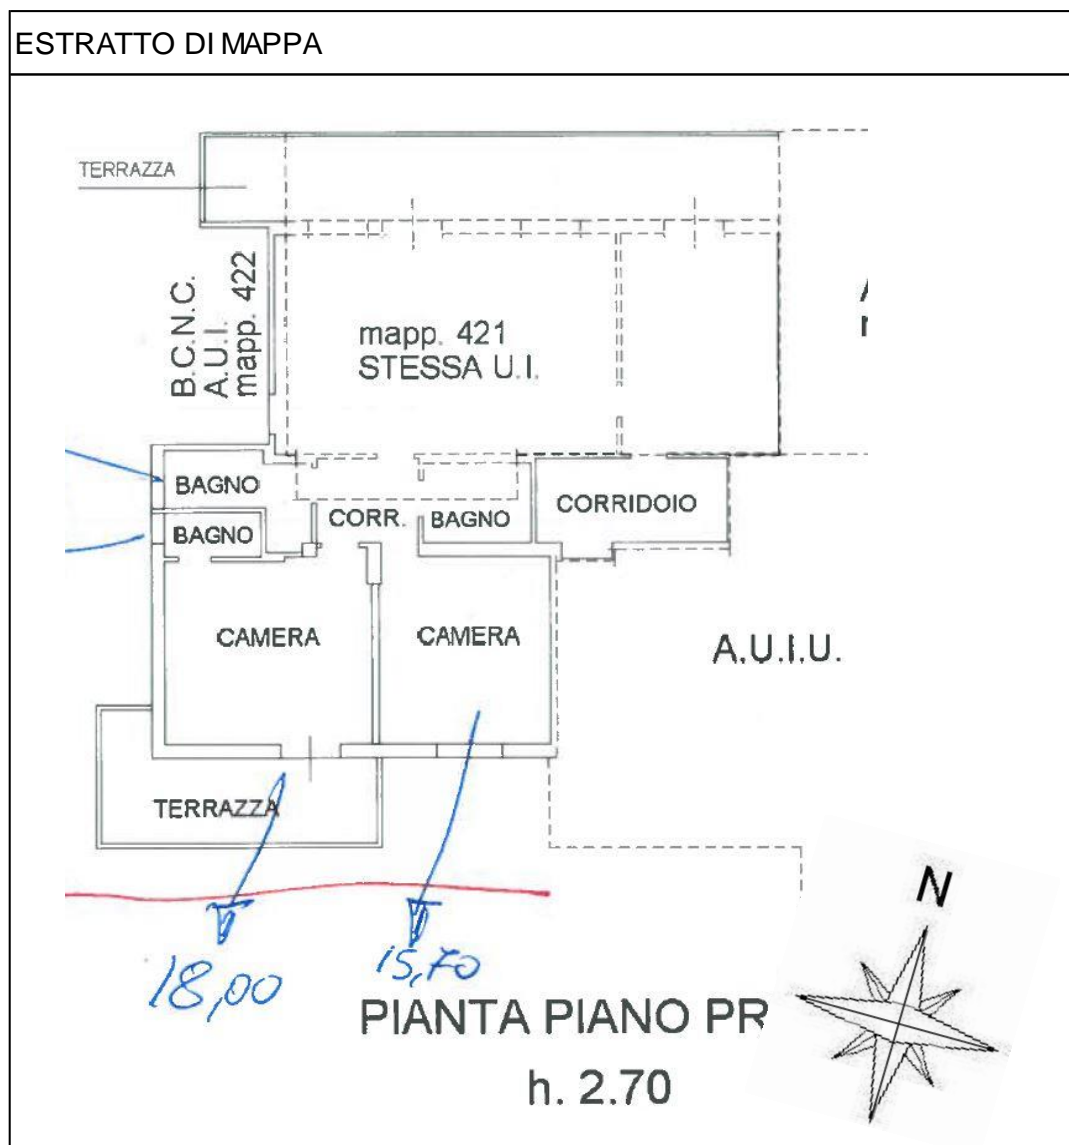 ESTRATTO DI MAPPA
TERRAZZA
B.C.N.C.
A.U.I.
mapp. 422
mapp. 421
STESSA U.I.
BAGNO
BAGNO
CORR.
BAGNO
CORRIDOIO
CAMERA
CAMERA
A.U.I.U.
TERRAZZA
18,00
15,70
N
PIANTA PIANO PR
h. 2.70